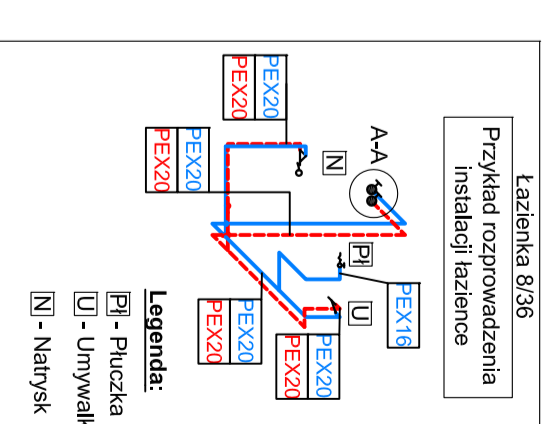 Łazienka 8/36
Przykład rozprowadzenia
instalacji łazience
A-A
N
Pł
U
PEX16
PEX20
PEX20
PEX20
PEX20
PEX20
PEX20
PEX20
PEX20
Legenda:
Pł - Płuczka
U - Umywalk
N - Natrysk